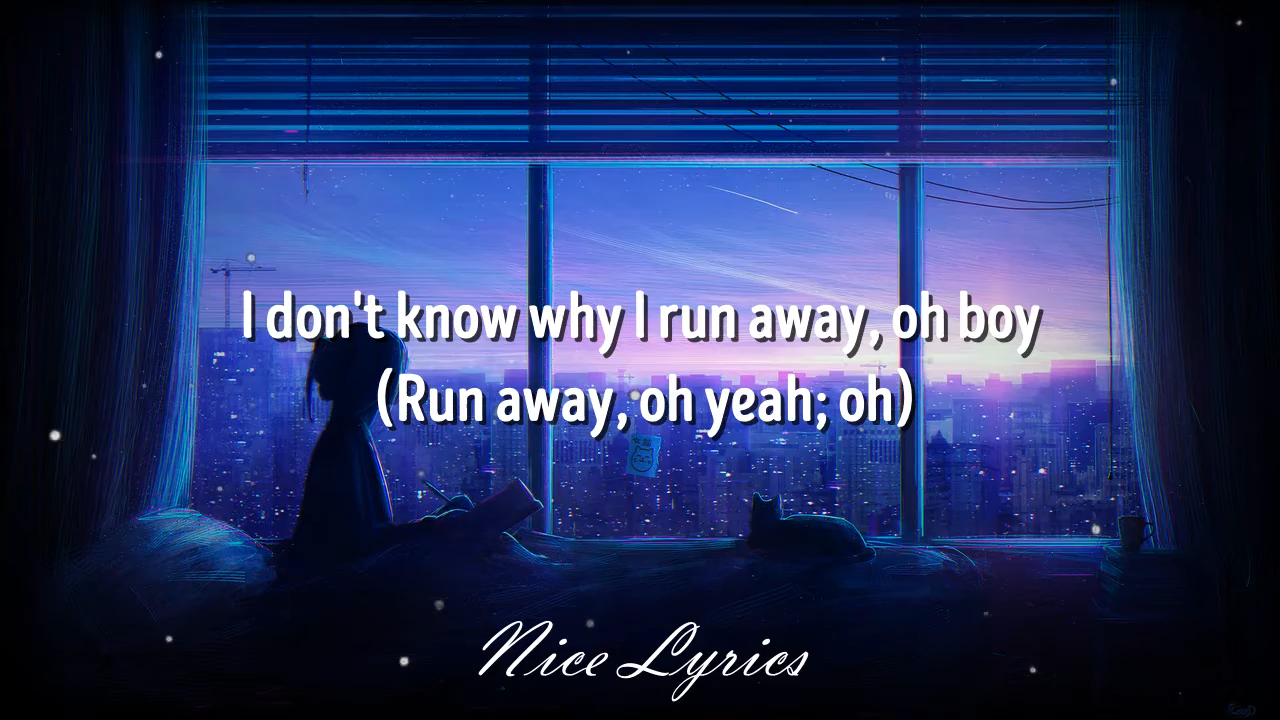 I don't know why I run away, oh boy
(Run away, oh yeah; oh)
Nice Lyrics